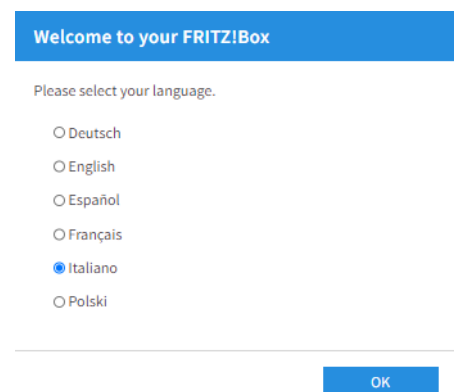 Welcome to your FRITZ!Box
Please select your language.
Deutsch
English
Español
Français
Italiano
Polski
OK